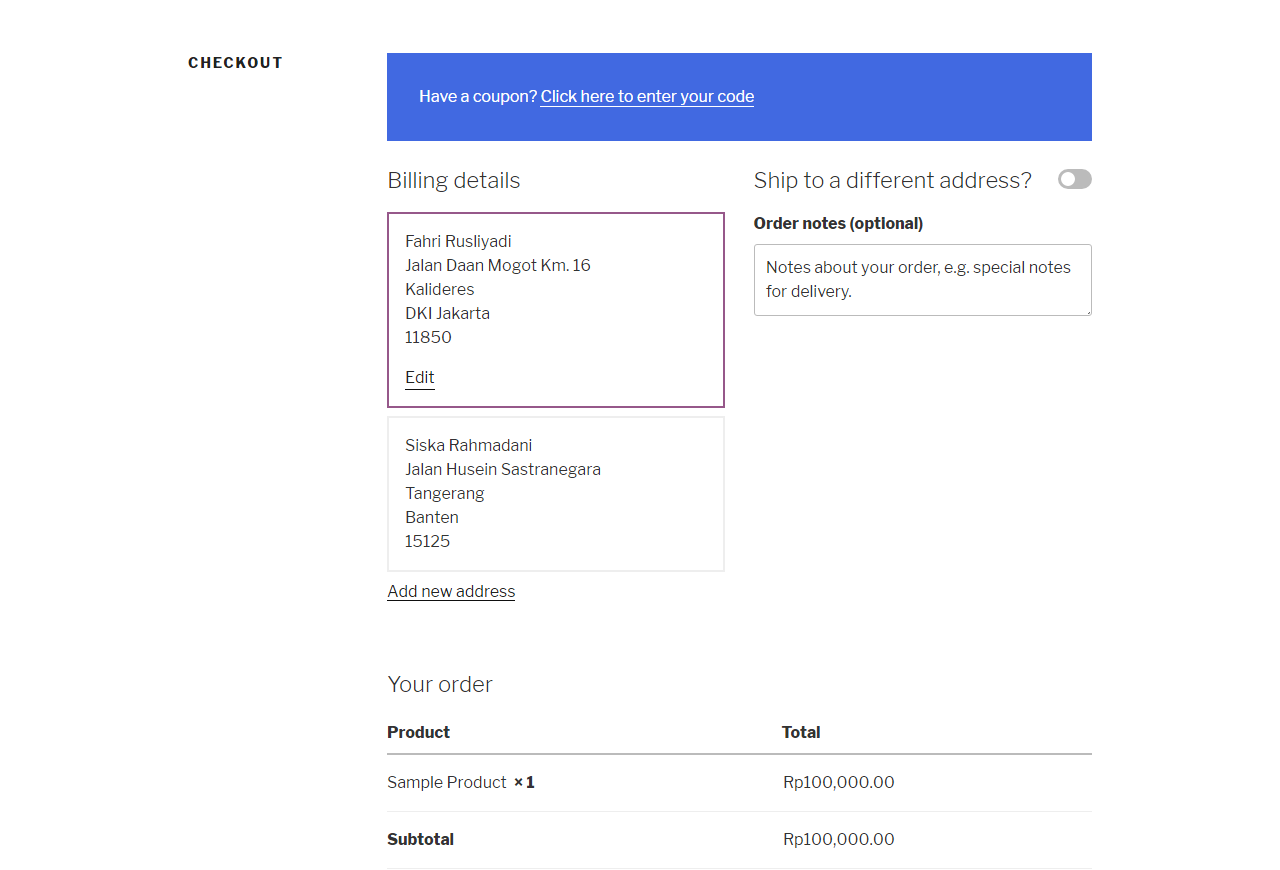 CHECKOUT
Have a coupon? Click here to enter your code
Billing details
Fahri Rusliyadi
Jalan Daan Mogot Km. 16
Kalideres
DKI Jakarta
11850
Edit
Siska Rahmadani
Jalan Husein Sastranegara
Tangerang
Banten
15125
Add new address
Ship to a different address?
Order notes (optional)
Notes about your order, e.g. special notes
for delivery.
Your order
Product Total
Sample Product × 1 Rp100,000.00
Subtotal Rp100,000.00